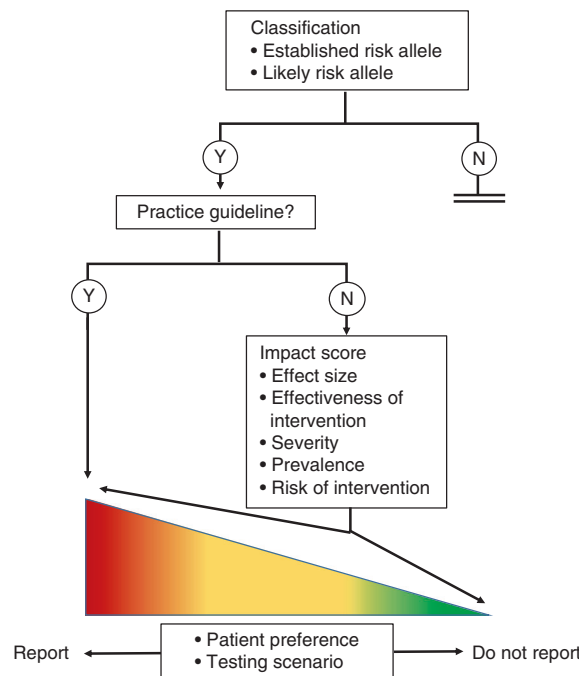 Classification
• Established risk allele
• Likely risk allele
Y
N
Practice guideline?
Y
N
Impact score
• Effect size
• Effectiveness of
intervention
• Severity
• Prevalence
• Risk of intervention
Report
• Patient preference
• Testing scenario
Do not report